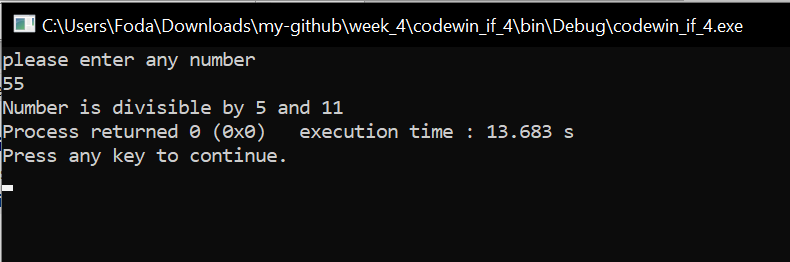 C:\Users\Foda\Downloads\my-github\week_4\codewin_if_4\bin\Debug\codewin_if_4.exe
please enter any number
55
Number is divisible by 5 and 11
Process returned 0 (0x0)   execution time : 13.683 s
Press any key to continue.